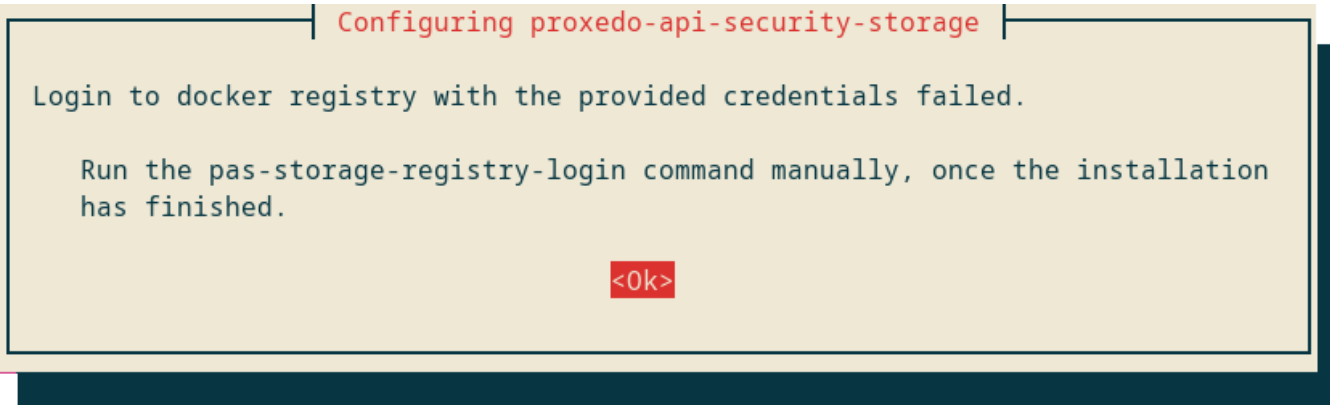 Configuring proxedo-api-security-storage
Login to docker registry with the provided credentials failed.
Run the pas-storage-registry-login command manually, once the installation
has finished.
<Ok>